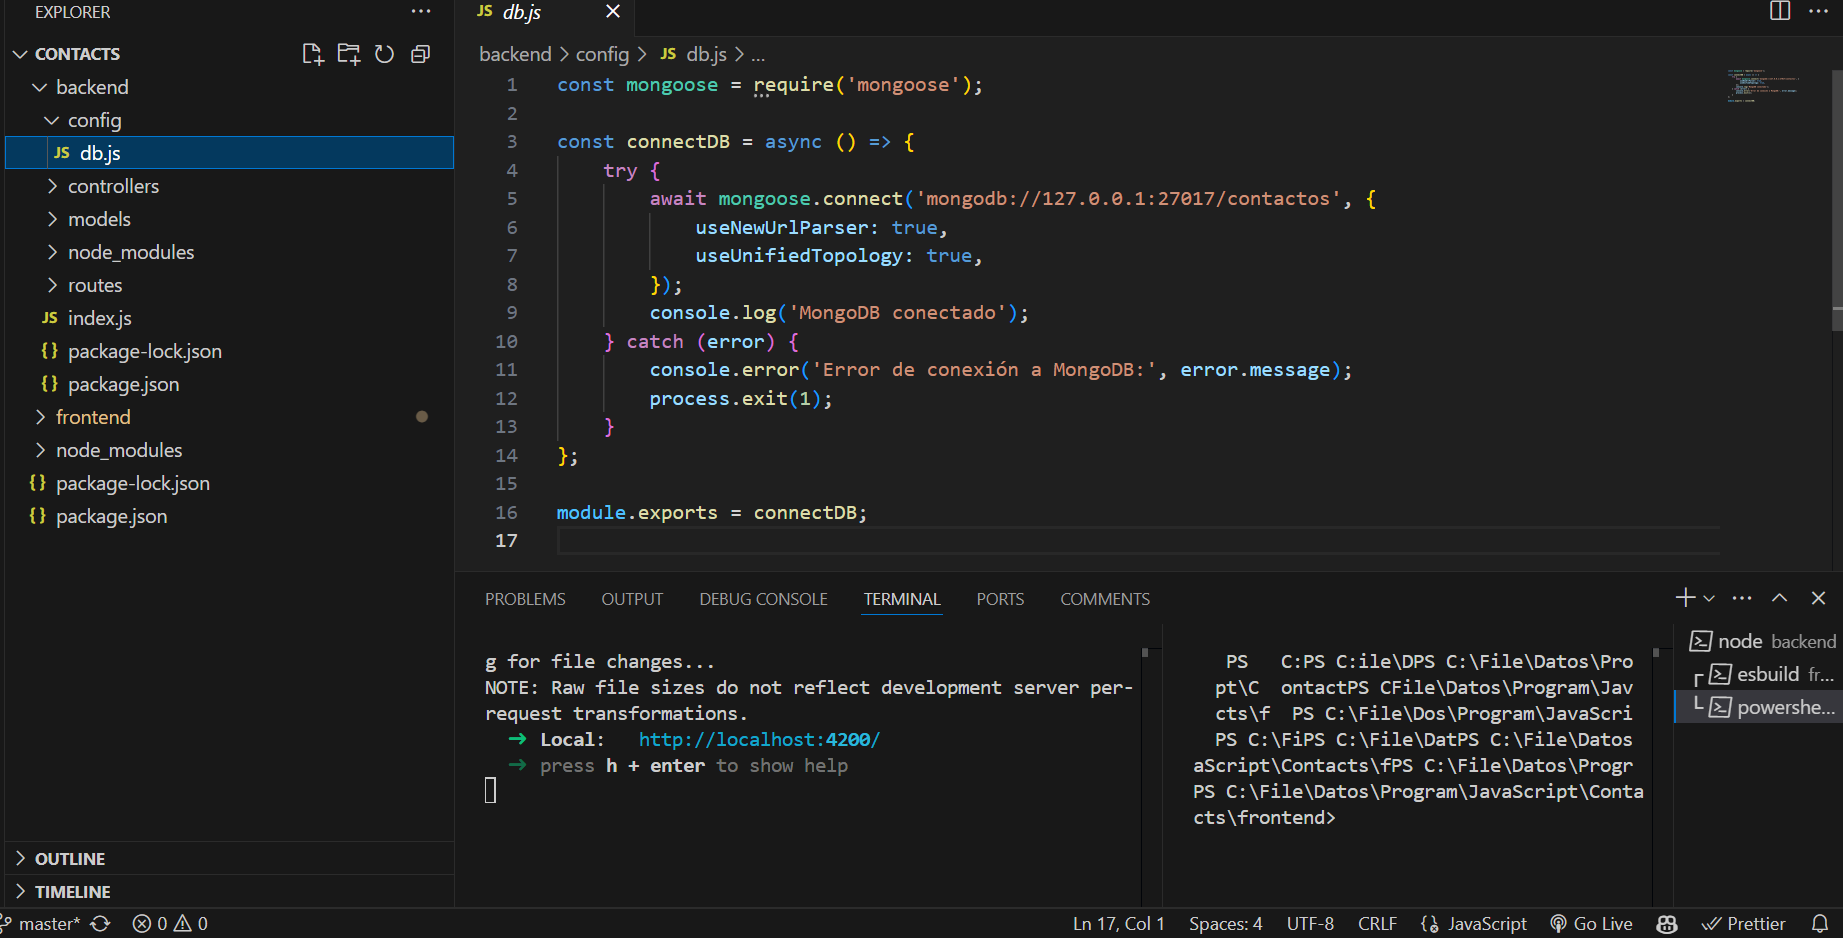 EXPLORER
CONTACTS
backend
config
JS db.js
controllers
models
node_modules
routes
JS index.js
{} package-lock.json
{} package.json
frontend
node_modules
{} package-lock.json
{} package.json
OUTLINE
TIMELINE
JS db.js
backend > config > JS db.js > ...
1 const mongoose = require('mongoose');
2
3 const connectDB = async () => {
4 try {
5 await mongoose.connect('mongodb://127.0.0.1:27017/contactos', {
6 useNewUrlParser: true,
7 useUnifiedTopology: true,
8 });
9 console.log('MongoDB conectado');
10 } catch (error) {
11 console.error('Error de conexión a MongoDB:', error.message);
12 process.exit(1);
13 }
14 };
15
16 module.exports = connectDB;
17
PROBLEMS OUTPUT DEBUG CONSOLE TERMINAL PORTS COMMENTS
g for file changes...
NOTE: Raw file sizes do not reflect development server per-
request transformations.
➜ Local: http://localhost:4200/
➜ press h + enter to show help
PS C:PS C:ile\DPS C:\File\Datos\Pro
pt\C ontactPS CFile\Datos\Program\Jav
cts\f PS C:\File\Dos\Program\JavaScri
PS C:\FiPS C:\File\DatPS C:\File\Datos
aScript\Contacts\fPS C:\File\Datos\Progr
PS C:\File\Datos\Program\JavaScript\Conta
cts\frontend>
node backend
esbuild fr...
powershe...
master* 0 0
Ln 17, Col 1 Spaces: 4 UTF-8 CRLF {} JavaScript Go Live Prettier